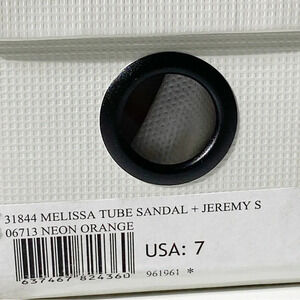 31844 MELISSA TUBE SANDAL + JEREMY S
06713 NEON ORANGE
USA: 7
637467824360
961961 *